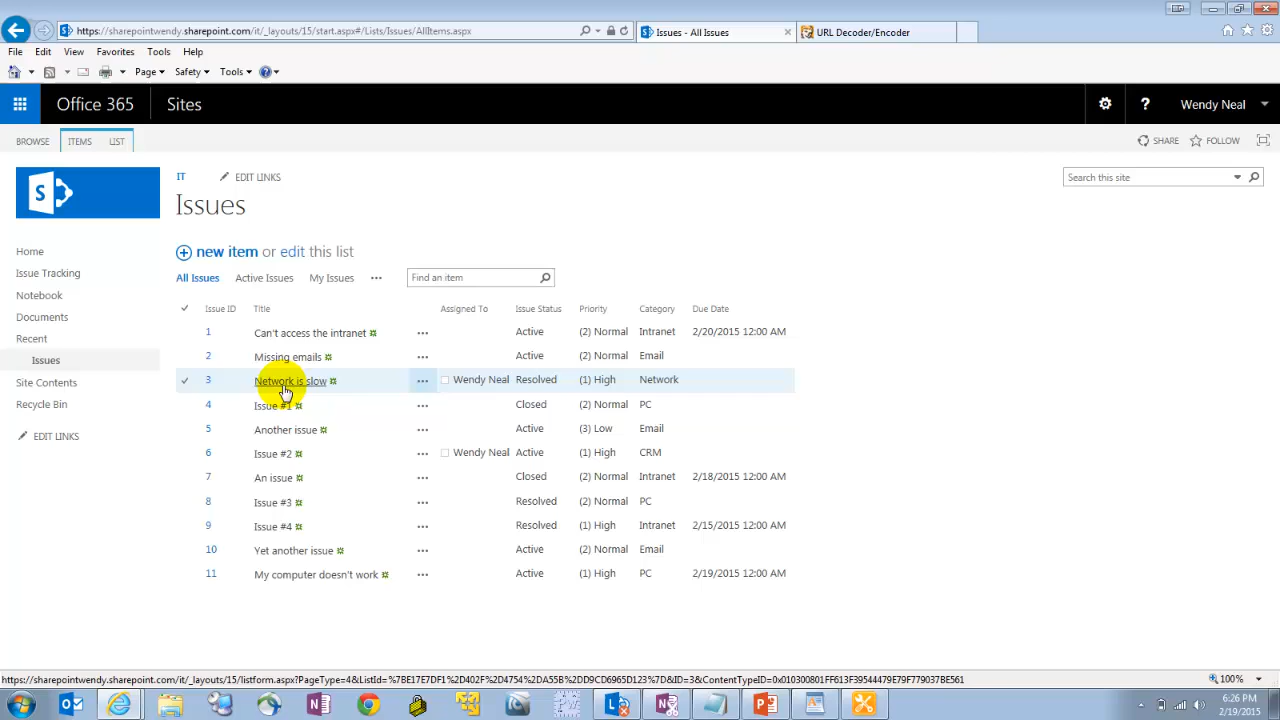 https://sharepointwendy.sharepoint.com/it/_layouts/15/start.aspx#/Lists/Issues/AllItems.aspx
Issues - All Issues
URL Decoder/Encoder
File Edit View Favorites Tools Help
Page Safety Tools
Office 365 Sites ? Wendy Neal
BROWSE ITEMS LIST SHARE FOLLOW
S
IT EDIT LINKS Search this site
Issues
Home
Issue Tracking
Notebook
Documents
Recent
Issues
Site Contents
Recycle Bin
EDIT LINKS
new item or edit this list
All Issues Active Issues My Issues ••• Find an item
Issue ID Title Assigned To Issue Status Priority Category Due Date
1 Can't access the intranet ••• Active (2) Normal Intranet 2/20/2015 12:00 AM
2 Missing emails ••• Active (2) Normal Email
3 Network is slow ••• Wendy Neal Resolved (1) High Network
4 Issue #1 ••• Closed (2) Normal PC
5 Another issue ••• Active (3) Low Email
6 Issue #2 ••• Wendy Neal Active (1) High CRM
7 An issue ••• Closed (2) Normal Intranet 2/18/2015 12:00 AM
8 Issue #3 ••• Resolved (2) Normal PC
9 Issue #4 ••• Resolved (1) High Intranet 2/15/2015 12:00 AM
10 Yet another issue ••• Active (2) Normal Email
11 My computer doesn't work ••• Active (1) High PC 2/19/2015 12:00 AM
https://sharepointwendy.sharepoint.com/it/_layouts/15/listform.aspx?PageType=4&ListId=%7BE17E7DF1%2D402F%2D4754%2DA55B%2DD9CD6965D123%7D&ID=3&ContentTypeID=0x010300801FF613F39544479E79F779037BE561
100%
6:26 PM
2/19/2015